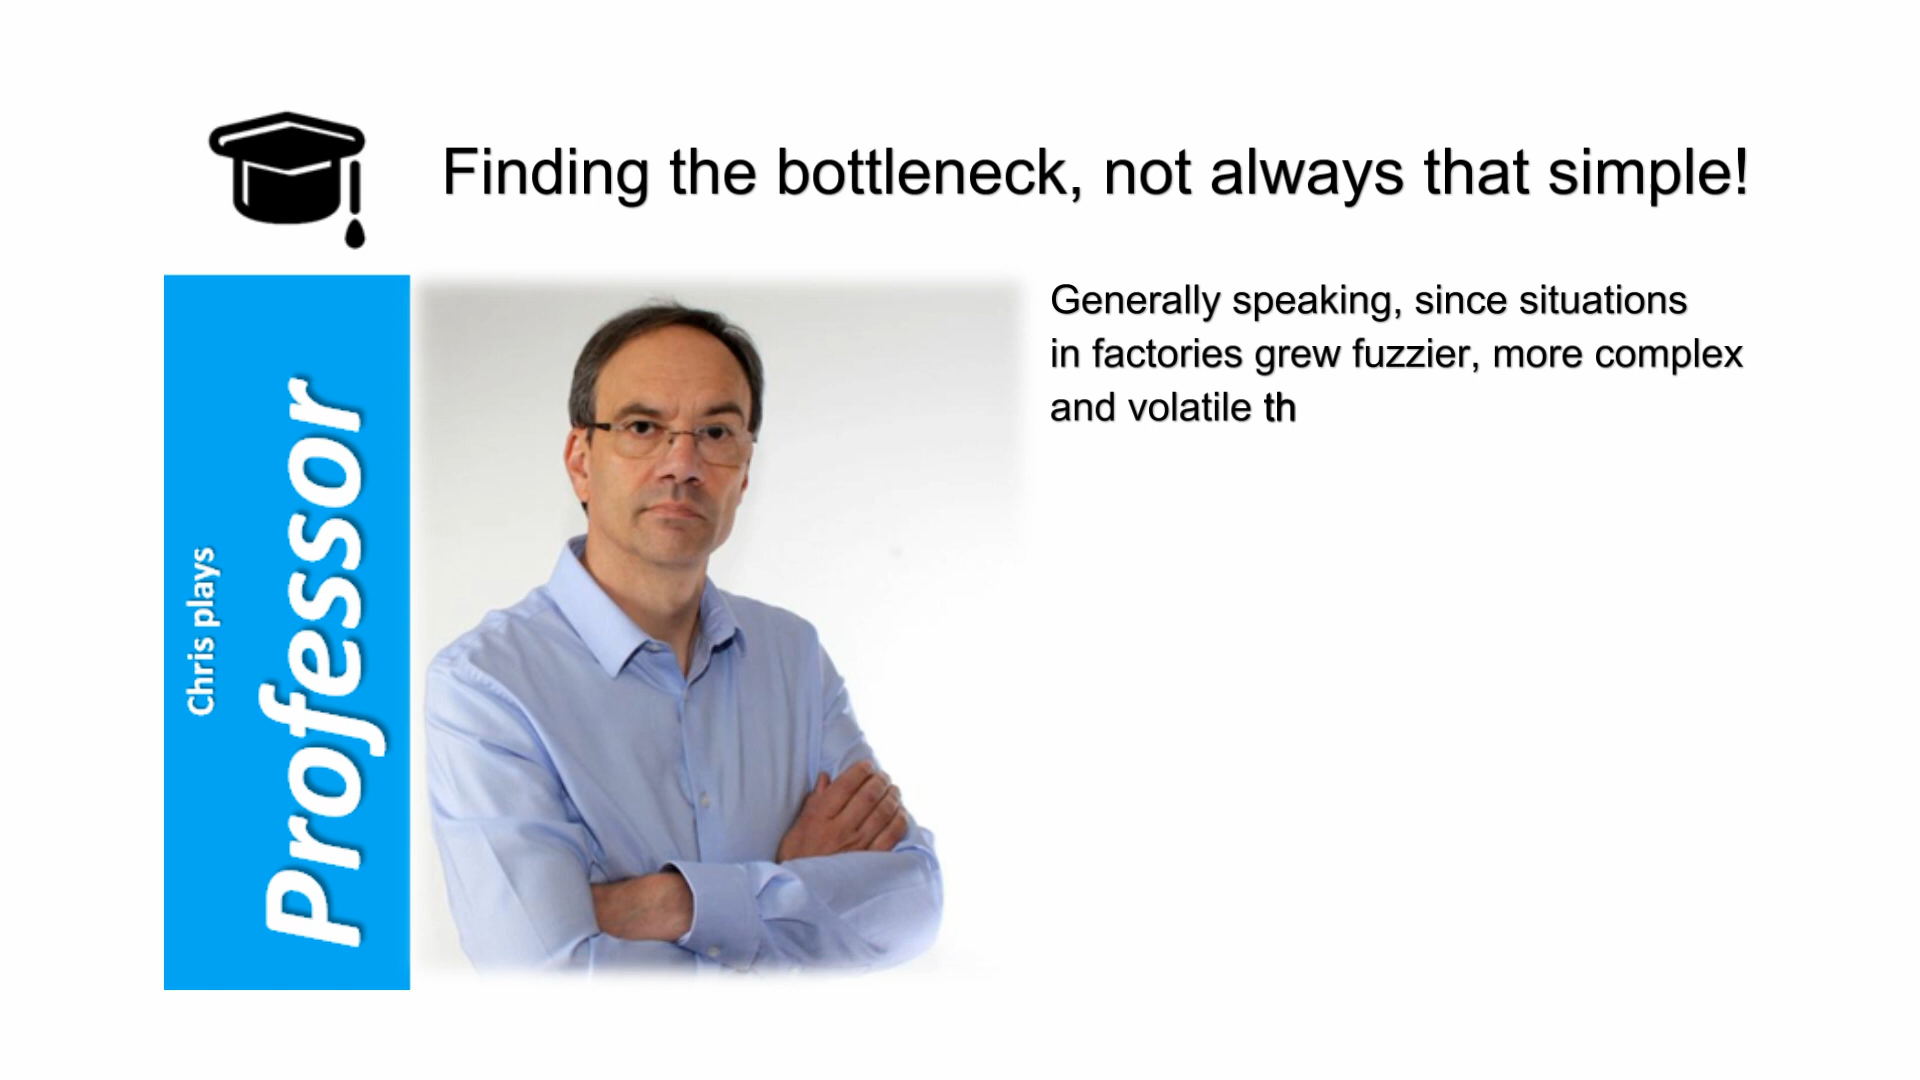 Finding the bottleneck, not always that simple!
Chris plays
Professor
Generally speaking, since situations
in factories grew fuzzier, more complex
and volatile th